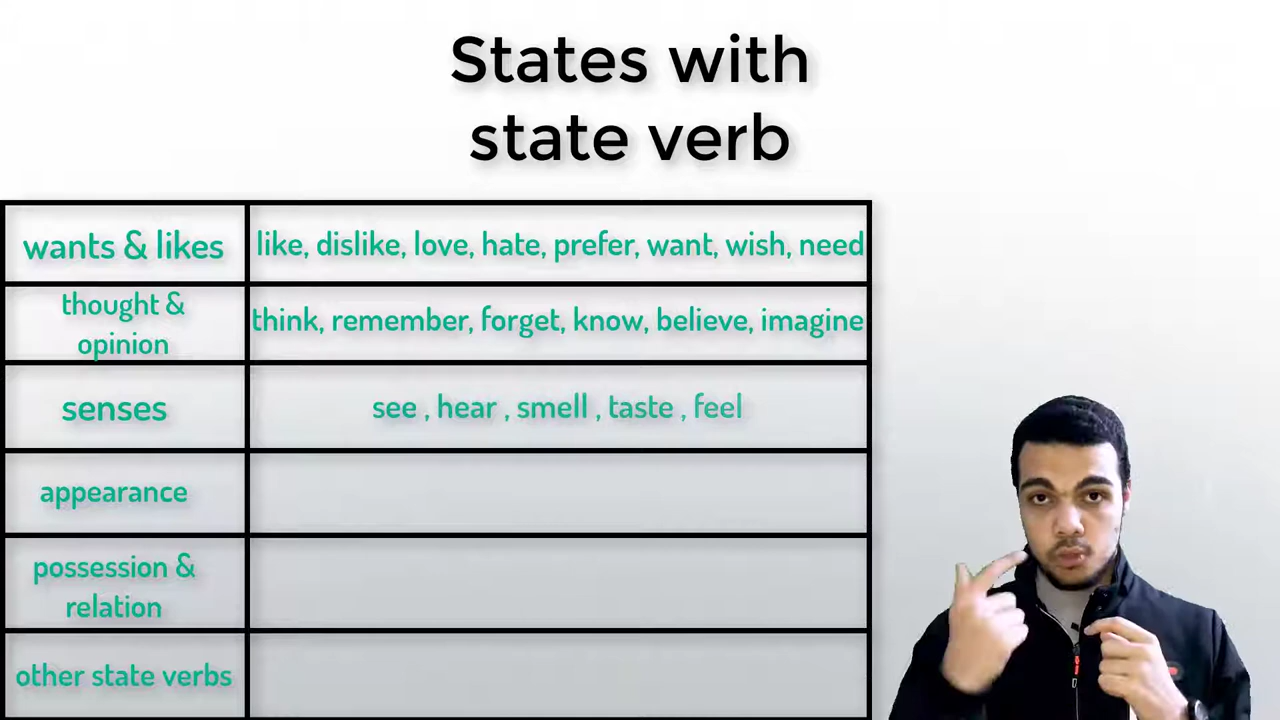 States with
state verb
wants & likes
like, dislike, love, hate, prefer, want, wish, need
thought &
opinion
think, remember, forget, know, believe, imagine
senses
see , hear , smell , taste , feel
appearance
possession &
relation
other state verbs